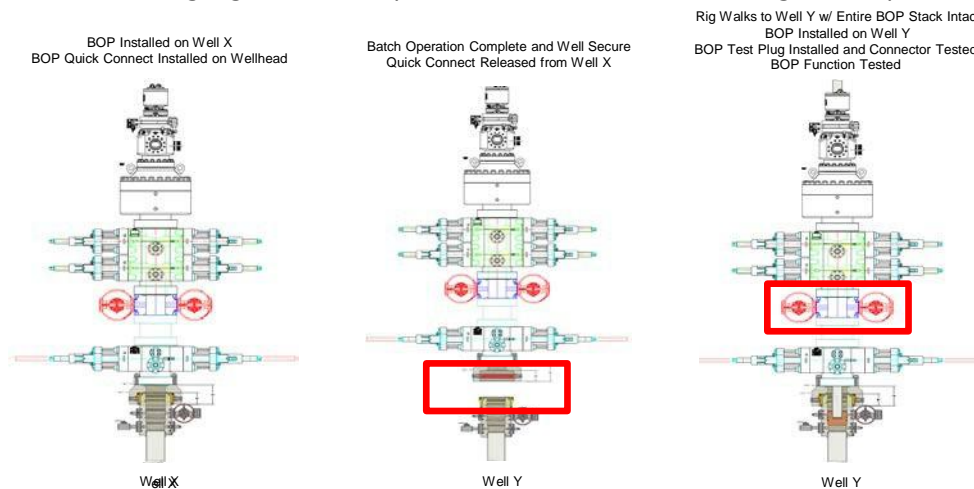 BOP Installed on Well X
BOP Quick Connect Installed on Wellhead
Batch Operation Complete and Well Secure
Quick Connect Released from Well X
Rig Walks to Well Y w/ Entire BOP Stack Intac
BOP Installed on Well Y
BOP Test Plug Installed and Connector Tested
BOP Function Tested
Well X
Well Y
Well Y